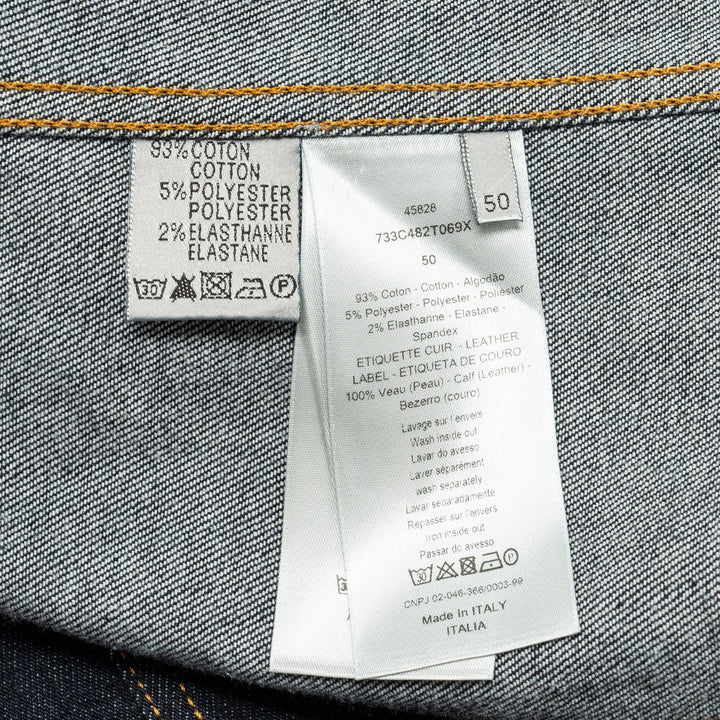 93% COTON
COTTON
5% POLYESTER
POLYESTER
2% ELASTHANNE
ELASTANE
30
P
50
45828
733C482T069X
50
93% Coton - Cotton - Algodão
5% Polyester - Polyester - Poliéster
2% Elasthanne - Elastane -
Spandex
ETIQUETTE CUIR - LEATHER
LABEL - ETIQUETA DE COURO
100% Veau (Peau) - Calf (Leather) -
Bezerro (couro)
Lavage sur l'envers
Wash inside out
Lavar do avesso
Laver séparément
wash separately
Lavar separadamente
Repasser sur l'envers
Iron inside out
Passar do avesso
30
P
CNPJ 02-046-366/0003-99
Made in ITALY
ITALIA